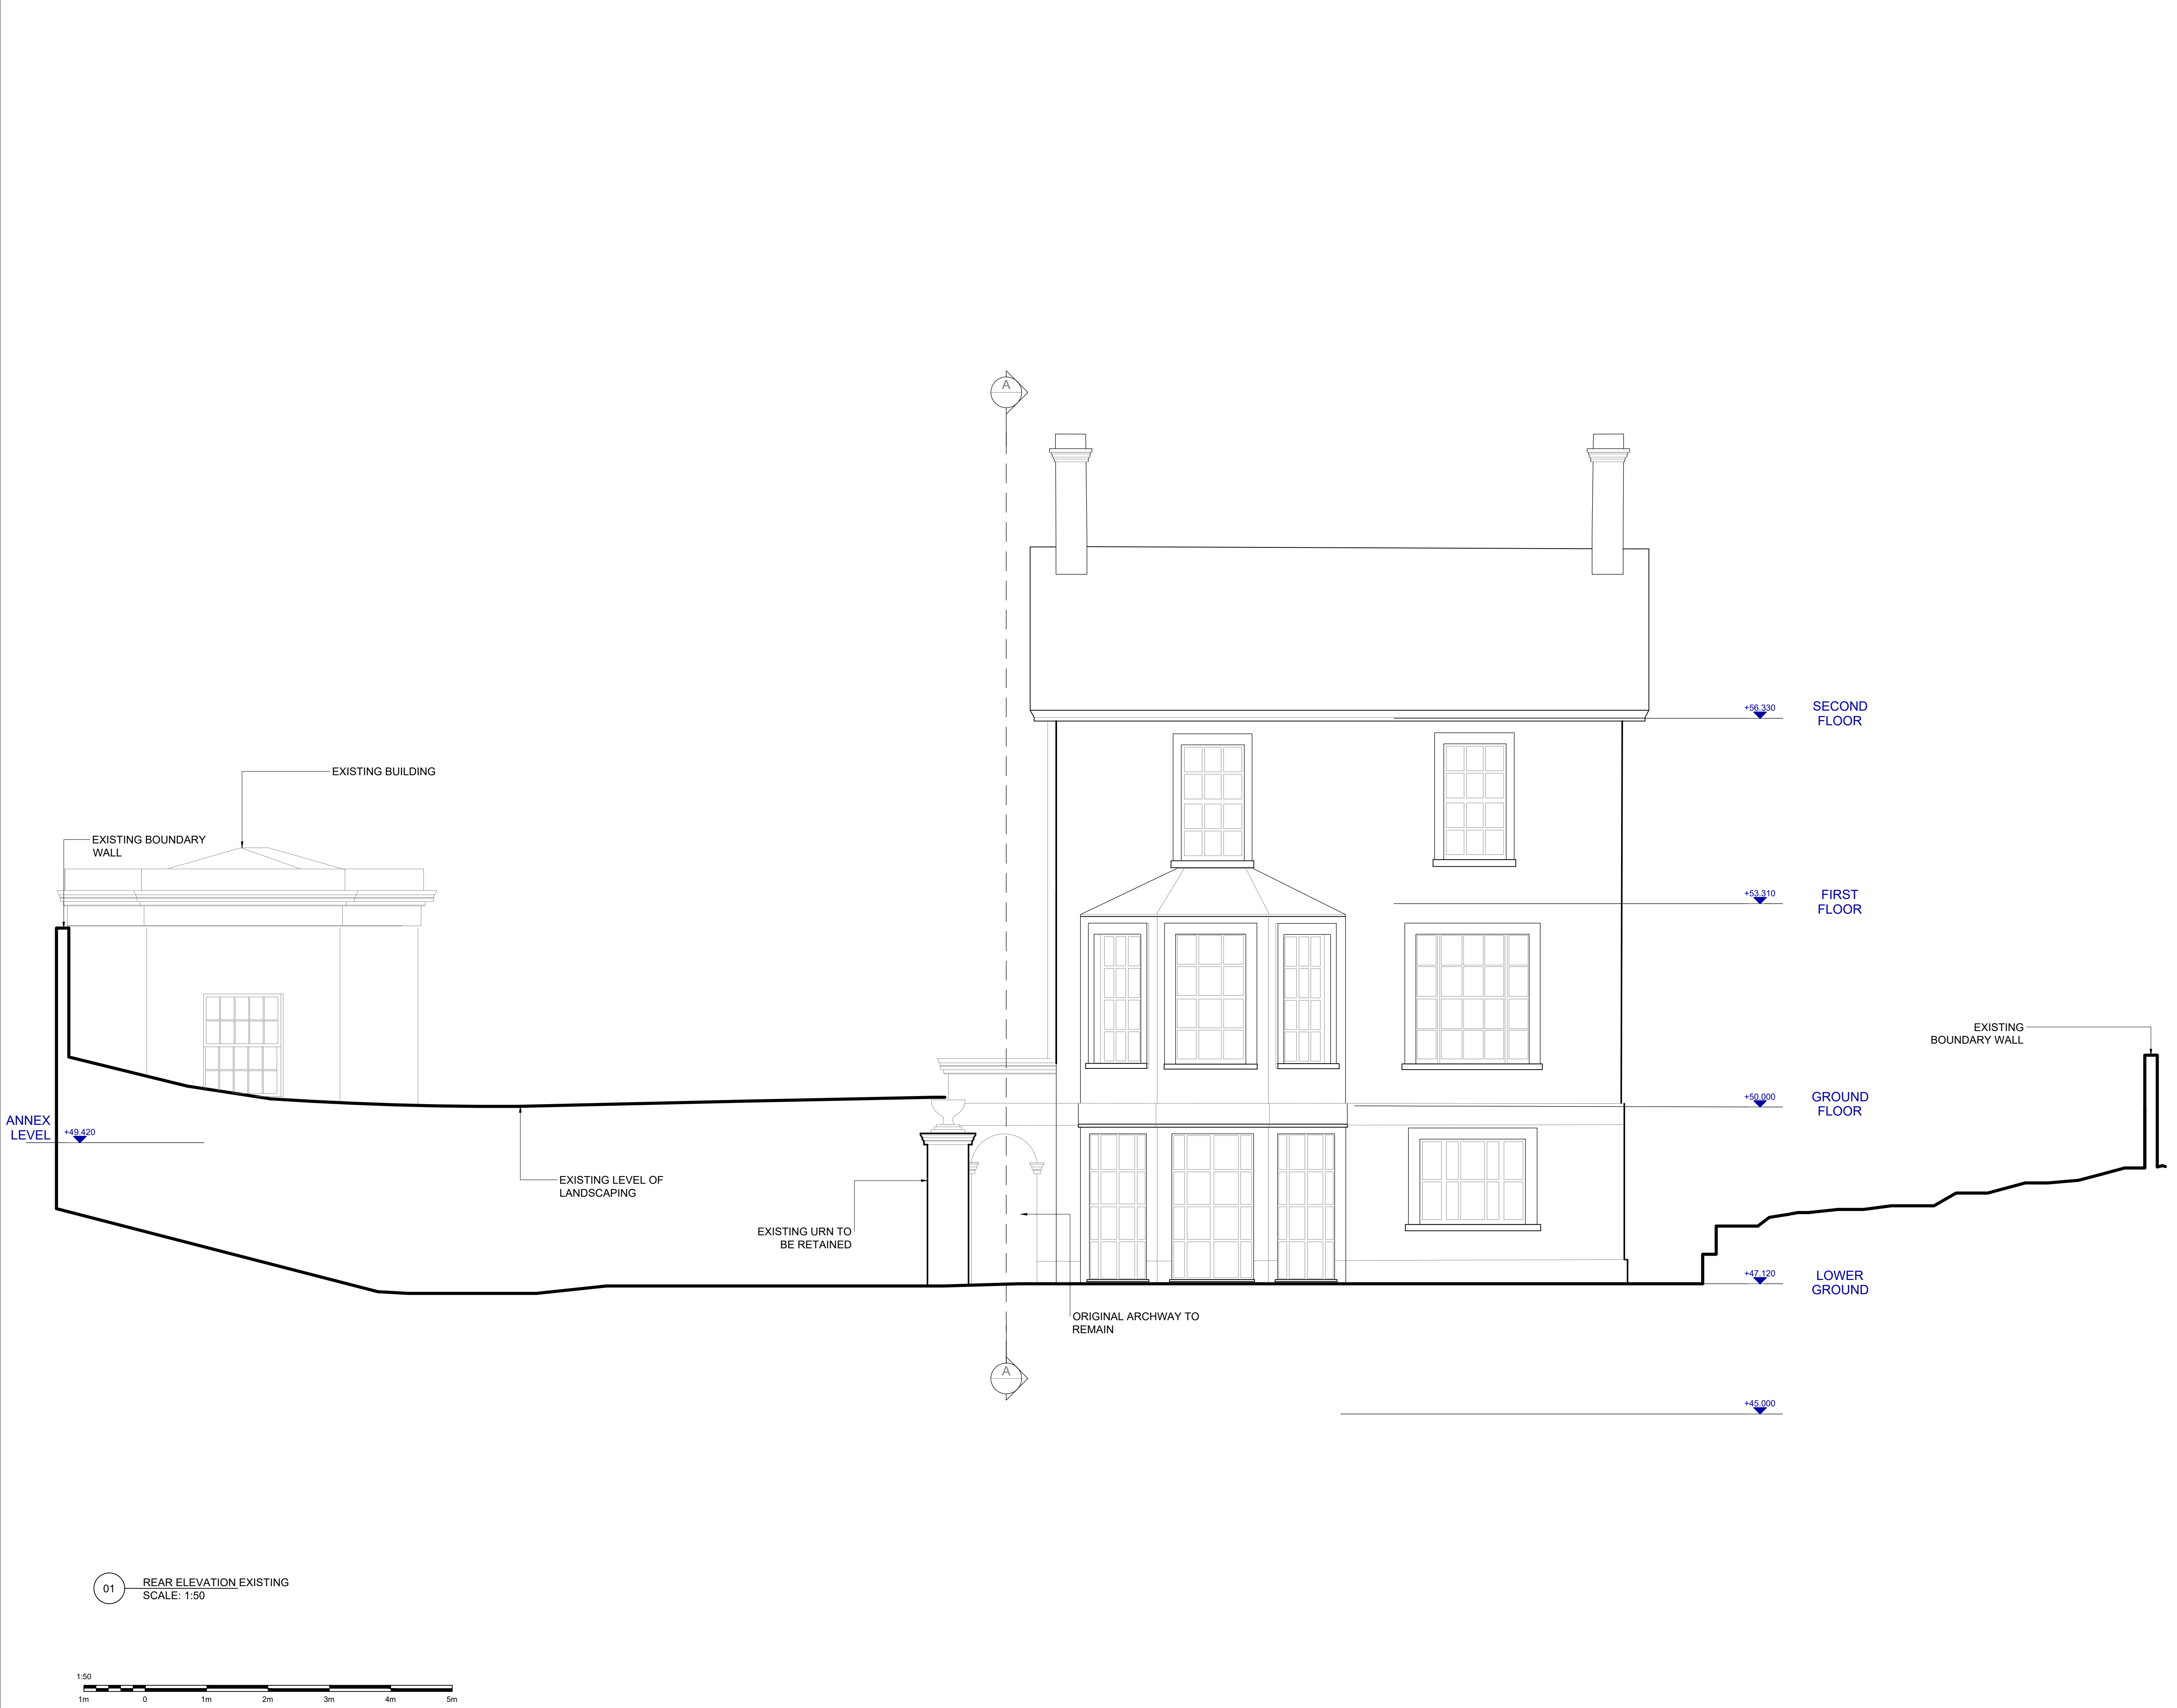 A
+56.330
SECOND
FLOOR
EXISTING BUILDING
EXISTING BOUNDARY
WALL
+53.310
FIRST
FLOOR
EXISTING
BOUNDARY WALL
+50.000
GROUND
FLOOR
ANNEX
LEVEL
+49.420
EXISTING LEVEL OF
LANDSCAPING
EXISTING URN TO
BE RETAINED
+47.120
LOWER
GROUND
ORIGINAL ARCHWAY TO
REMAIN
A
+45.000
01
REAR ELEVATION EXISTING
SCALE: 1:50
1:50
1m 0 1m 2m 3m 4m 5m